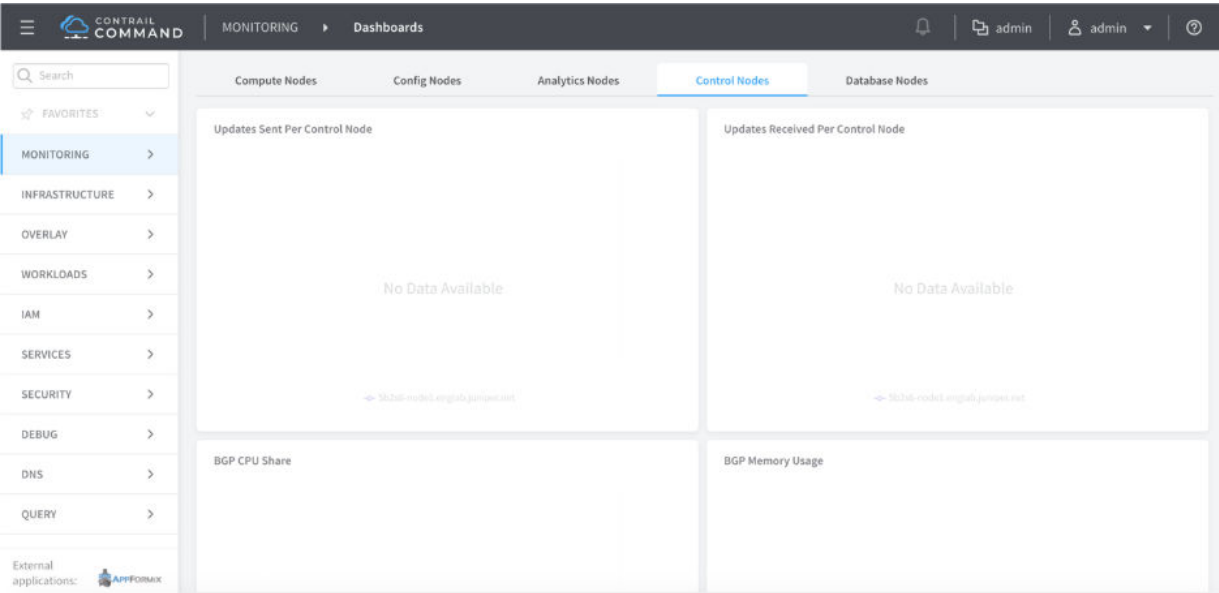 CONTRAIL
COMMAND
MONITORING
Dashboards
admin
admin
Search
FAVORITES
MONITORING
INFRASTRUCTURE
OVERLAY
WORKLOADS
IAM
SERVICES
SECURITY
DEBUG
DNS
QUERY
External
applications:
APPFORMIX
Compute Nodes
Config Nodes
Analytics Nodes
Control Nodes
Database Nodes
Updates Sent Per Control Node
No Data Available
Updates Received Per Control Node
No Data Available
BGP CPU Share
BGP Memory Usage